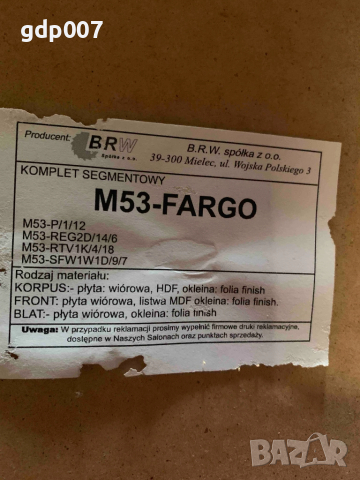 gdp007
Producent:
BRW
Spółka z o.o.
B.R.W. spółka z o.o.
39-300 Mielec, ul. Wojska Polskiego 3
KOMPLET SEGMENTOWY
M53-FARGO
M53-P/1/12
M53-REG2D/14/6
M53-RTV1K/4/18
M53-SFW1W1D/9/7
Rodzaj materiału:
KORPUS:- płyta wiórowa, HDF, okleina: folia finish
FRONT: płyta wiórowa, listwa MDF okleina: folia finish.
BLAT:- płyta wiórowa, okleina: folia finish
Uwaga: W przypadku reklamacji prosimy wypełnić firmowe druki reklamacyjne,
dostępne w Naszych Salonach oraz punktach sprzedaży.
BAZAR
bg